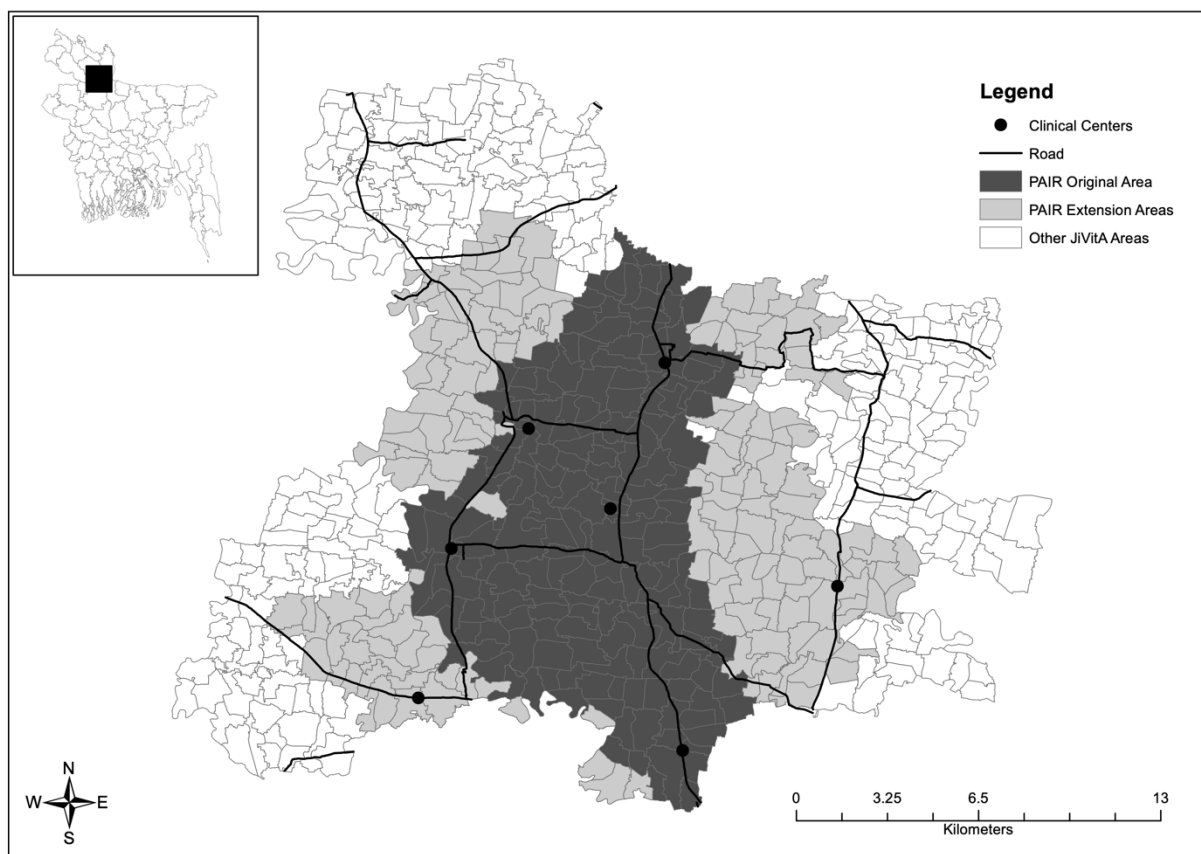 Legend
Clinical Centers
Road
PAIR Original Area
PAIR Extension Areas
Other JiVitA Areas
N
W E
S
0 3.25 6.5 13
Kilometers